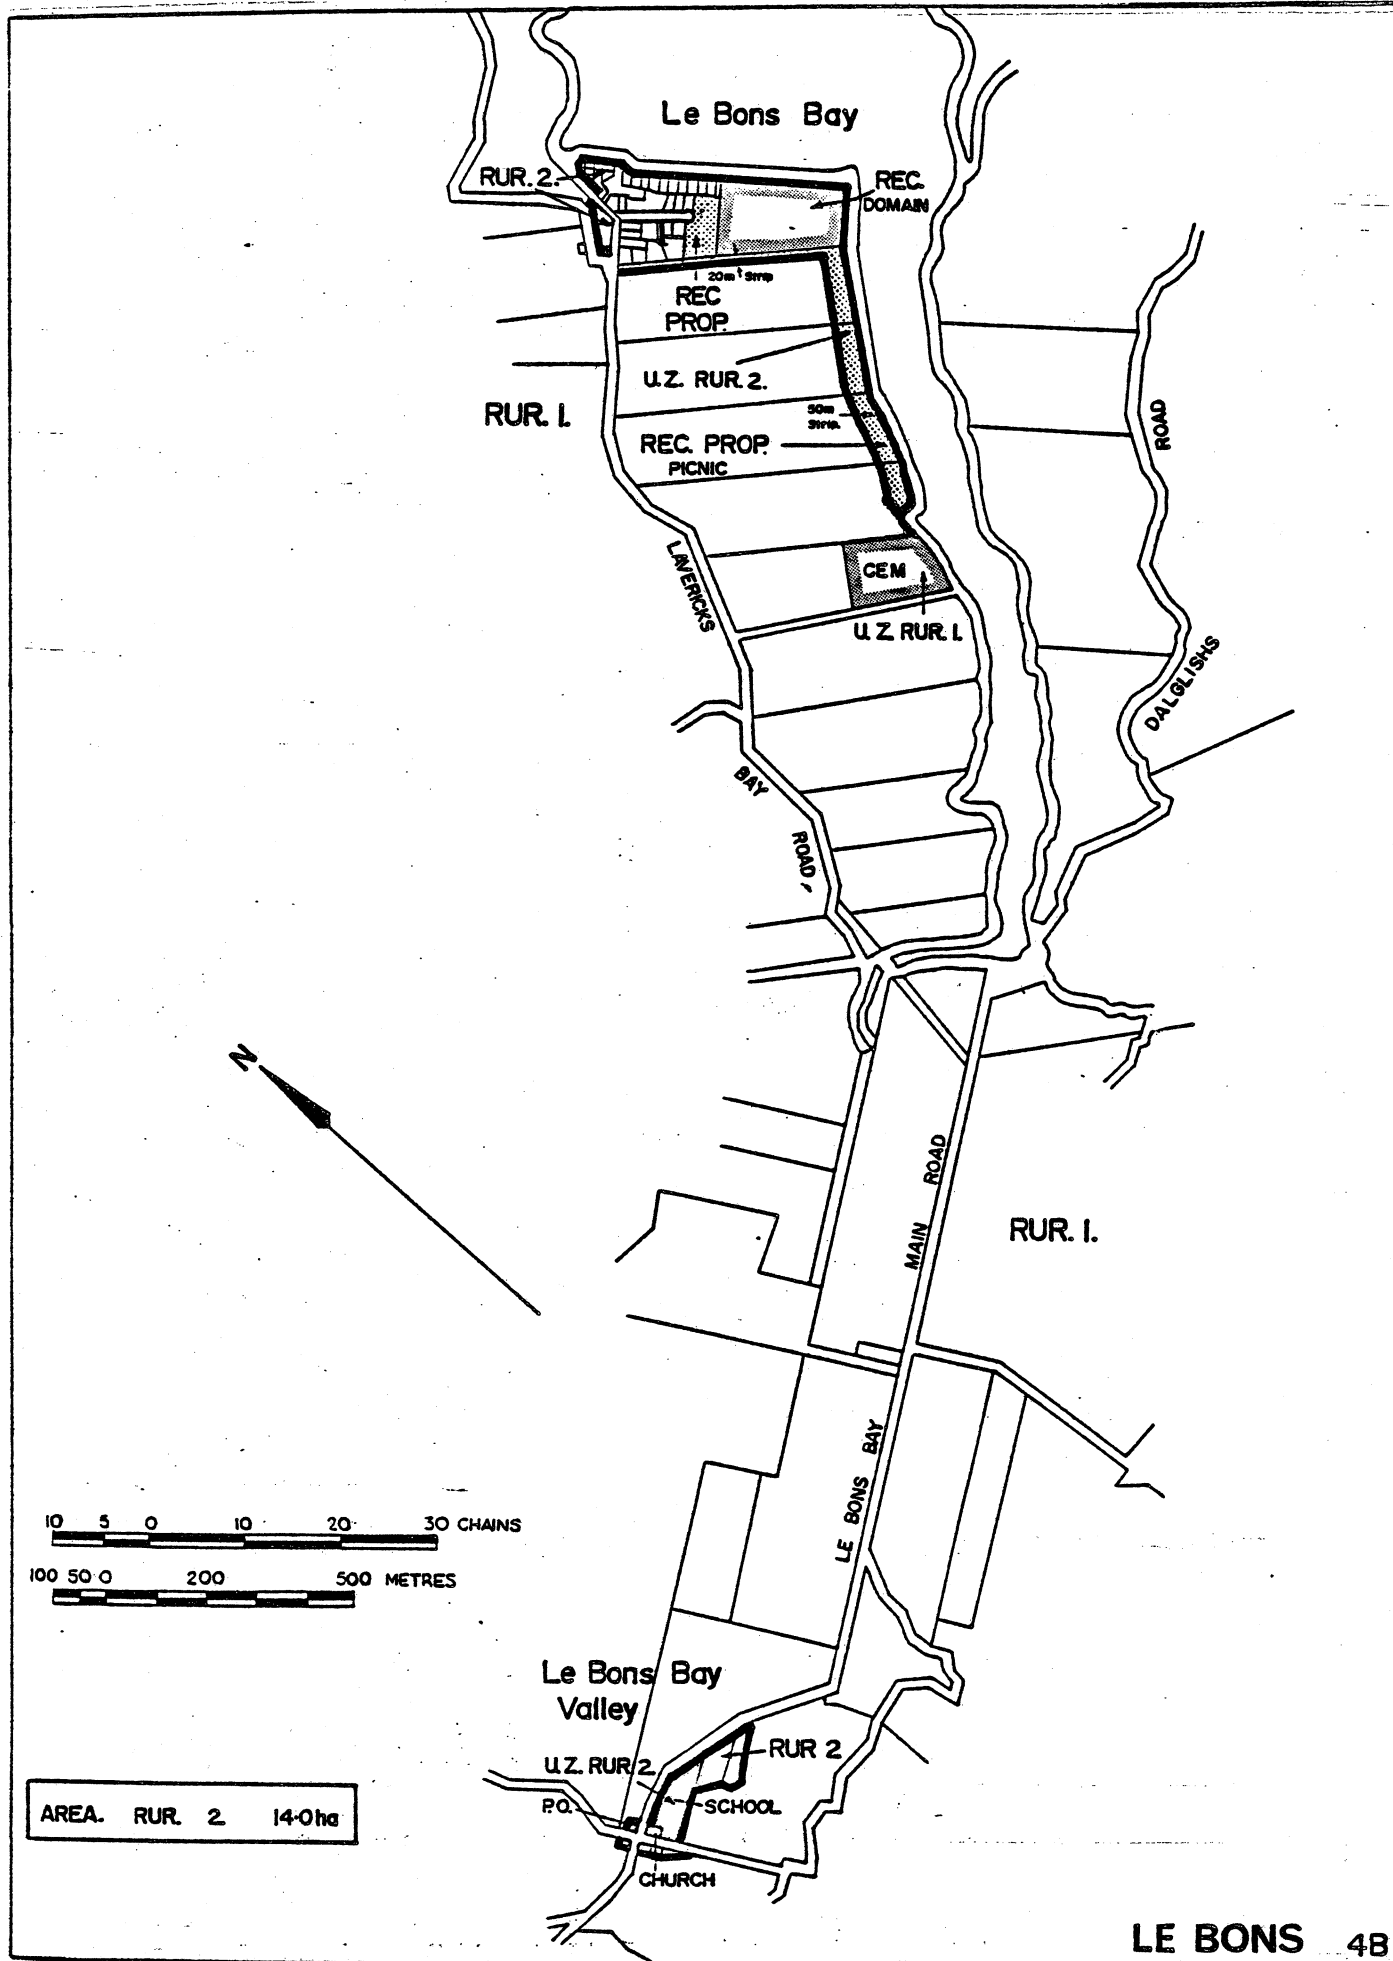 Le Bons Bay
RUR. 2.
REC.
DOMAIN
20m Strip
REC
PROP.
U.Z. RUR. 2.
RUR. 1.
50m
Strip.
REC. PROP.
PICNIC
ROAD
LAVERICKS
CEM
U.Z. RUR. 1.
DALGLISHS
BAY
ROAD
N
MAIN ROAD
RUR. 1.
LE BONS BAY
10 5 0 10 20 30 CHAINS
100 50 0 200 500 METRES
Le Bons Bay
Valley
U.Z. RUR 2.
RUR 2
P.O.
SCHOOL
CHURCH
AREA. RUR. 2 14·0ha
LE BONS 4B